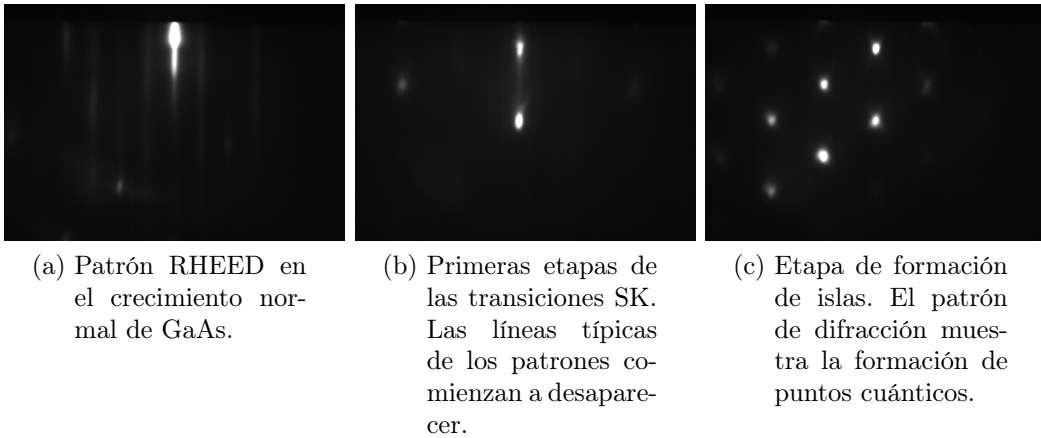 (a) Patrón RHEED en
el crecimiento nor-
mal de GaAs.
(b) Primeras etapas de
las transiciones SK.
Las líneas típicas
de los patrones co-
mienzan a desapare-
cer.
(c) Etapa de formación
de islas. El patrón
de difracción mues-
tra la formación de
puntos cuánticos.